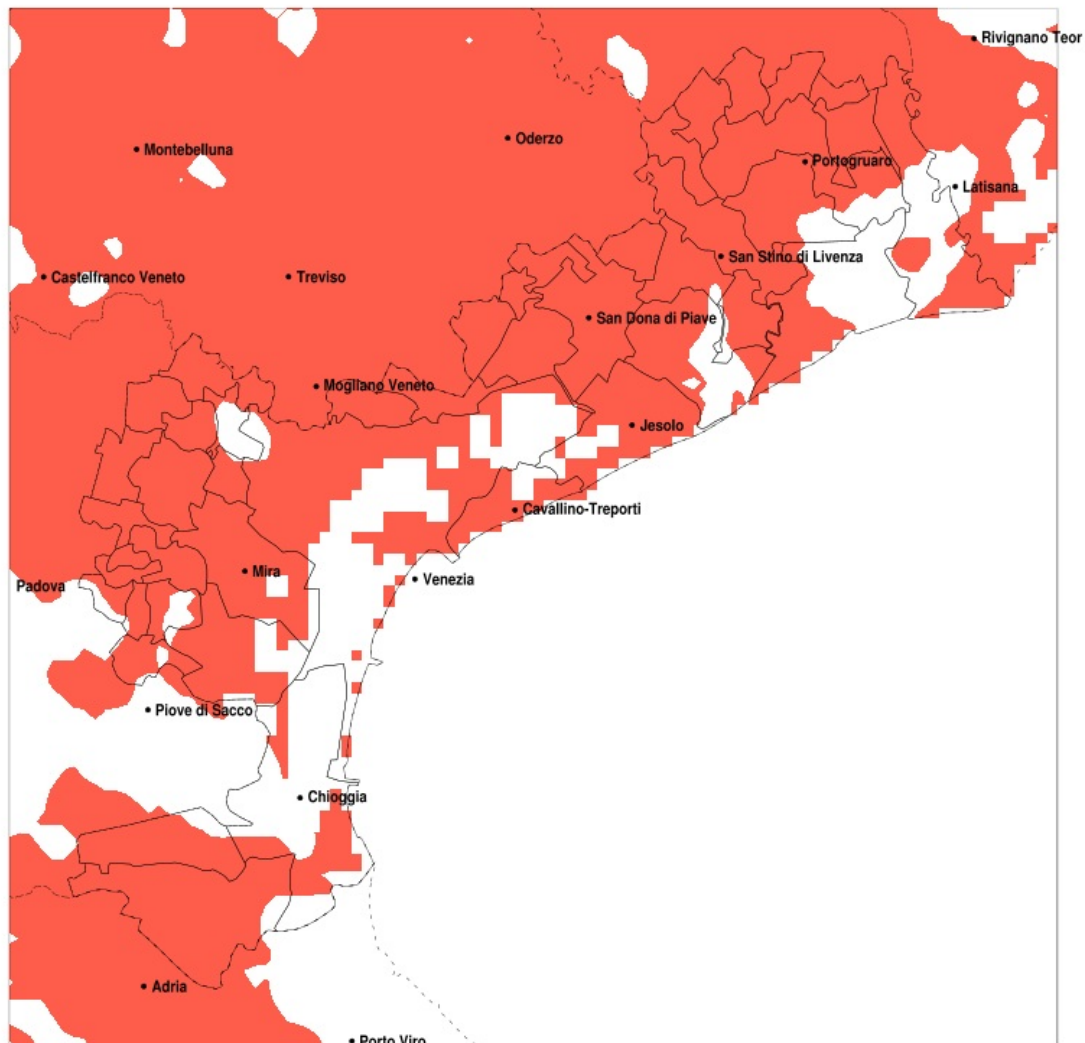 Rivignano Teor
Oderzo
Montebelluna
Portogruaro
Latisana
San Stino di Livenza
Castelfranco Veneto
Treviso
San Dona di Piave
Mogliano Veneto
Jesolo
Cavallino-Treporti
Mira
Venezia
Padova
Piove di Sacco
Chioggia
Adria
Porto Viro